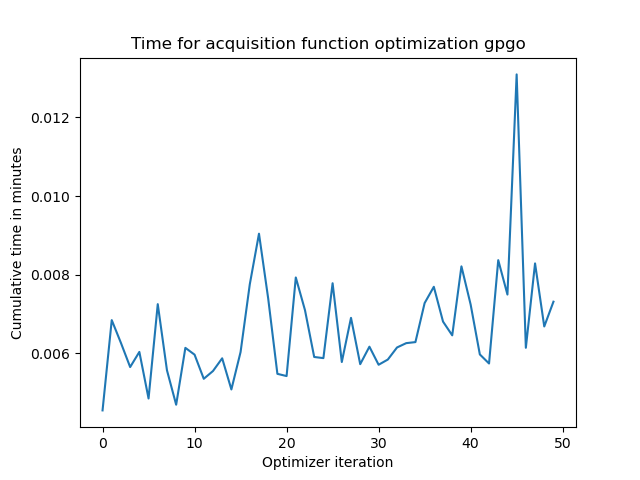 Time for acquisition function optimization gpgo
Cumulative time in minutes
0.012
0.010
0.008
0.006
0 10 20 30 40 50
Optimizer iteration